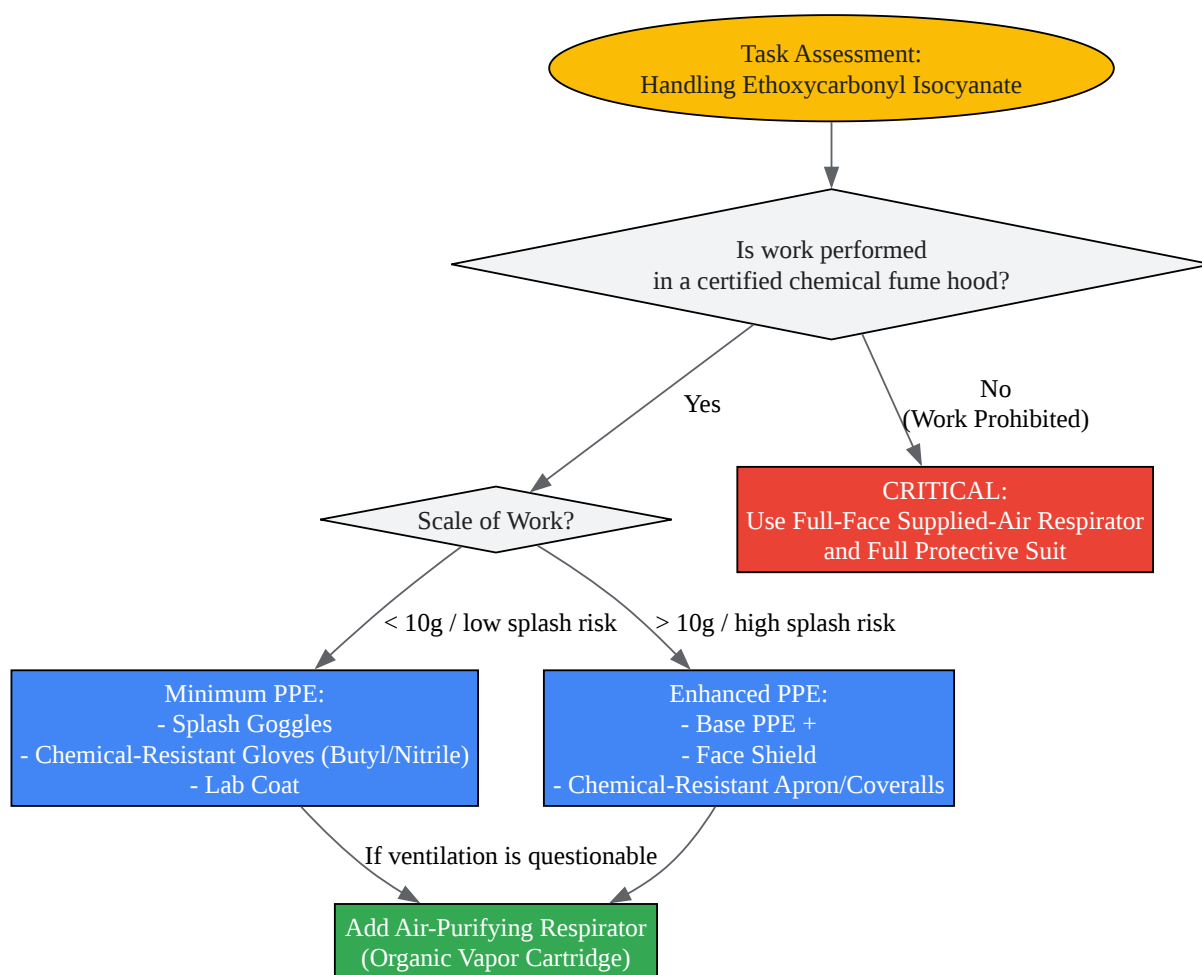 Task Assessment:
Handling Ethoxycarbonyl Isocyanate
Is work performed
in a certified chemical fume hood?
Yes
No
(Work Prohibited)
Scale of Work?
CRITICAL:
Use Full-Face Supplied-Air Respirator
and Full Protective Suit
< 10g / low splash risk
> 10g / high splash risk
Minimum PPE:
- Splash Goggles
- Chemical-Resistant Gloves (Butyl/Nitrile)
- Lab Coat
Enhanced PPE:
- Base PPE +
- Face Shield
- Chemical-Resistant Apron/Coveralls
If ventilation is questionable
Add Air-Purifying Respirator
(Organic Vapor Cartridge)